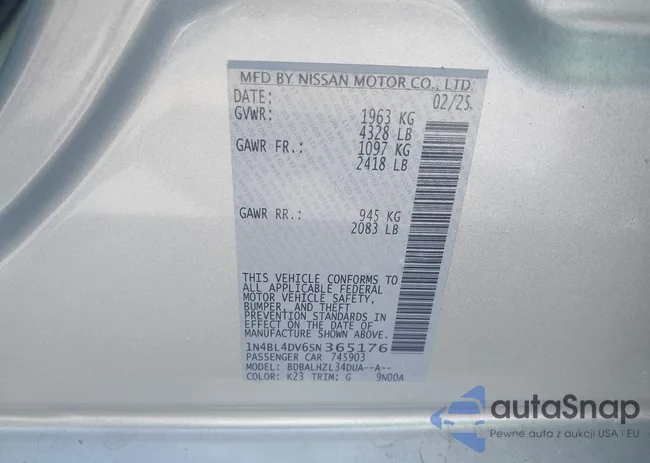 MFD BY NISSAN MOTOR CO., LTD.
DATE: 02/25
GVWR: 1963 KG
4328 LB
GAWR FR.: 1097 KG
2418 LB
GAWR RR.: 945 KG
2083 LB
THIS VEHICLE CONFORMS TO
ALL APPLICABLE FEDERAL
MOTOR VEHICLE SAFETY,
BUMPER, AND THEFT
PREVENTION STANDARDS
IN EFFECT ON THE DATE OF
MANUFACTURE SHOWN ABOVE.
1N4BL4DV6SN365176
PASSENGER CAR 745903
MODEL: BDBALHZL34DUA--A--
COLOR: K23 TRIM: G 9N00A
autaSnap
Pewne auta z aukcji USA i EU